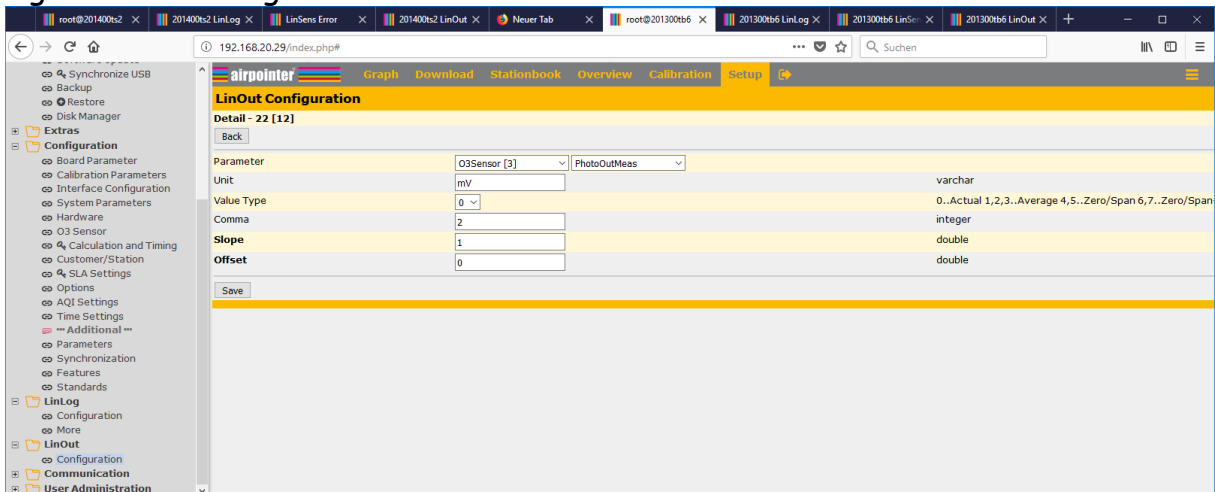 root@201400ts2 201400ts2 LinLog LinSens Error 201400ts2 LinOut Neuer Tab root@201300tb6 201300tb6 LinLog 201300tb6 LinSen 201300tb6 LinOut
192.168.20.29/index.php# Suchen
Synchronize USB
Backup
Restore
Disk Manager
Extras
Configuration
Board Parameter
Calibration Parameters
Interface Configuration
System Parameters
Hardware
O3 Sensor
Calculation and Timing
Customer/Station
SLA Settings
Options
AQI Settings
Time Settings
--- Additional ---
Parameters
Synchronization
Features
Standards
LinLog
Configuration
More
LinOut
Configuration
Communication
User Administration
airpointer Graph Download Stationbook Overview Calibration Setup
LinOut Configuration
Detail - 22 [12]
Back
Parameter O3Sensor [3] PhotoOutMeas
Unit mV varchar
Value Type 0 0..Actual 1,2,3..Average 4,5..Zero/Span 6,7..Zero/Span-
Comma 2 integer
Slope 1 double
Offset 0 double
Save